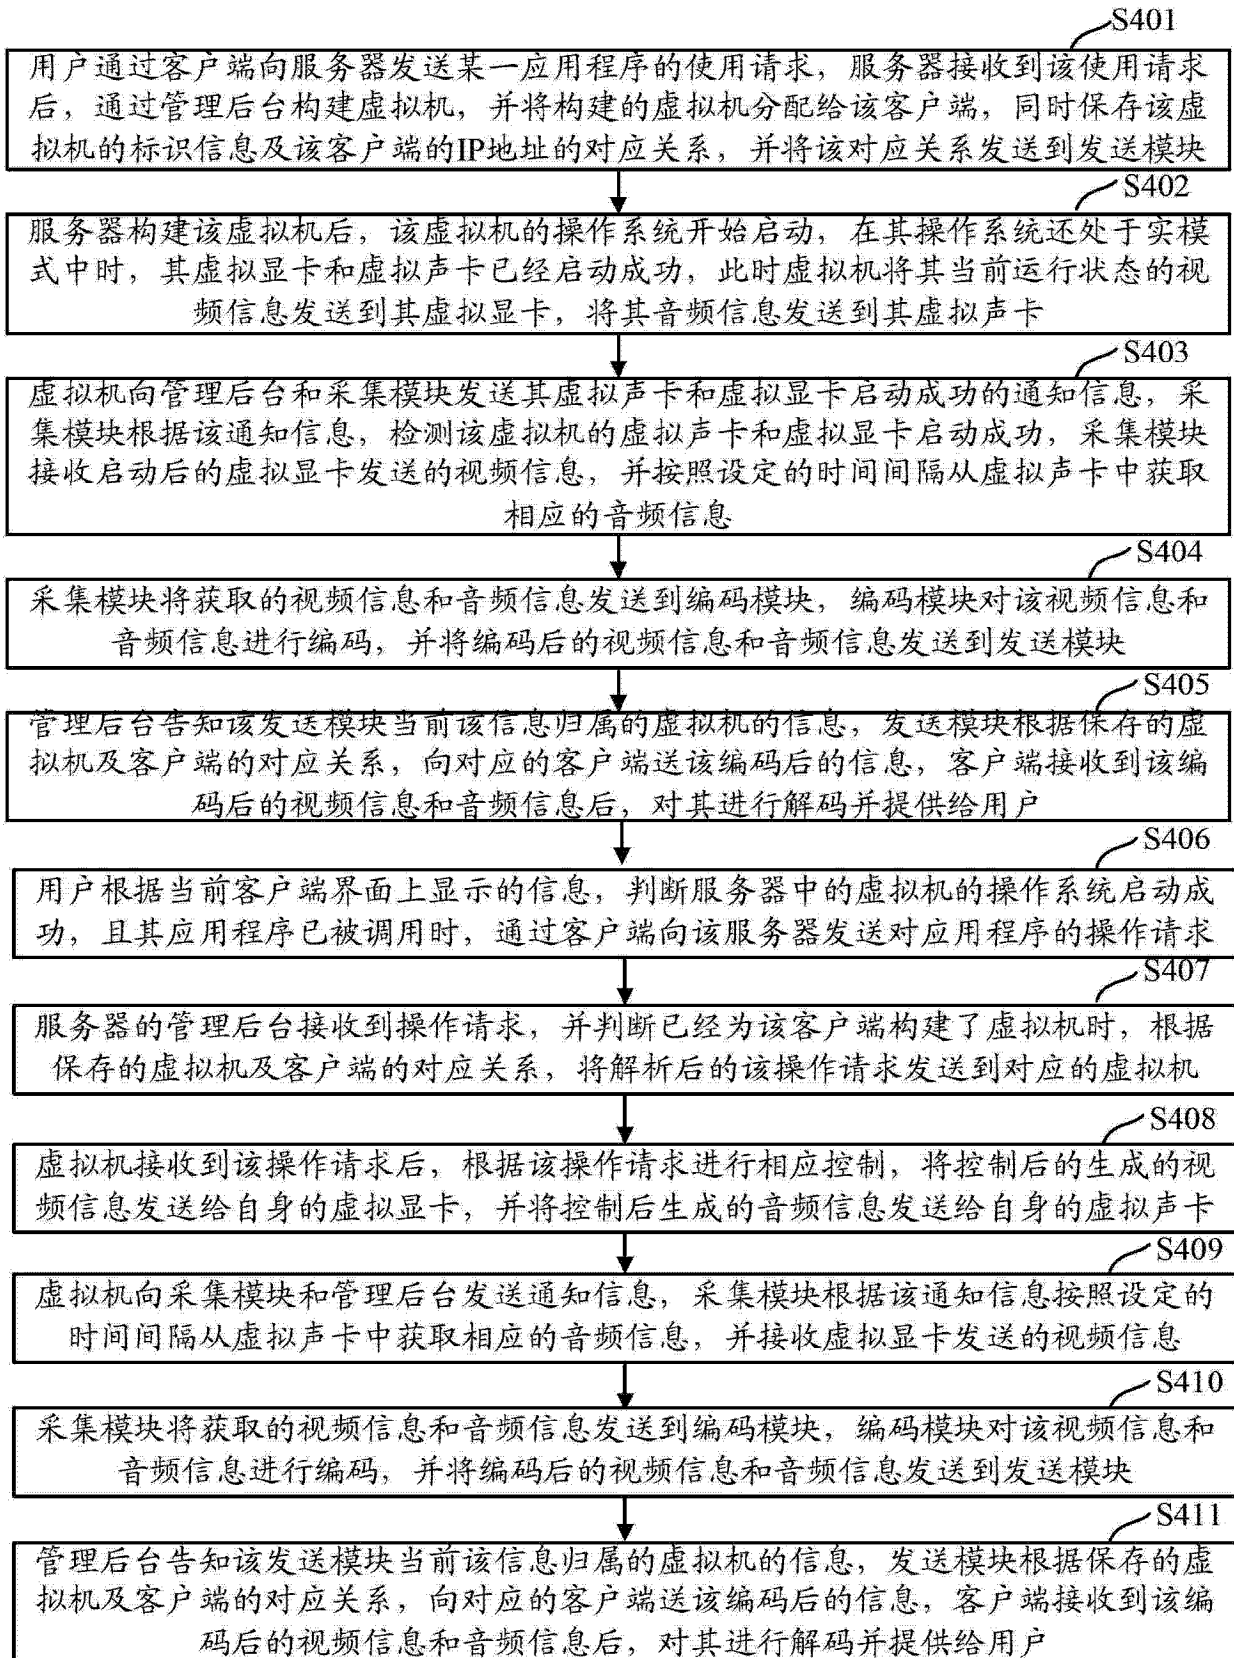 S401
用户通过客户端向服务器发送某一应用程序的使用请求，服务器接收到该使用请求
后，通过管理后台构建虚拟机，并将构建的虚拟机分配给该客户端，同时保存该虚
拟机的标识信息及该客户端的IP地址的对应关系，并将该对应关系发送到发送模块
S402
服务器构建该虚拟机后，该虚拟机的操作系统开始启动，在其操作系统还处于实模
式中时，其虚拟显卡和虚拟声卡已经启动成功，此时虚拟机将其当前运行状态的视
频信息发送到其虚拟显卡，将其音频信息发送到其虚拟声卡
S403
虚拟机向管理后台和采集模块发送其虚拟声卡和虚拟显卡启动成功的通知信息，采
集模块根据该通知信息，检测该虚拟机的虚拟声卡和虚拟显卡启动成功，采集模块
接收启动后的虚拟显卡发送的视频信息，并按照设定的时间间隔从虚拟声卡中获取
相应的音频信息
S404
采集模块将获取的视频信息和音频信息发送到编码模块，编码模块对该视频信息和
音频信息进行编码，并将编码后的视频信息和音频信息发送到发送模块
S405
管理后台告知该发送模块当前该信息归属的虚拟机的信息，发送模块根据保存的虚
拟机及客户端的对应关系，向对应的客户端送该编码后的信息，客户端接收到该编
码后的视频信息和音频信息后，对其进行解码并提供给用户
S406
用户根据当前客户端界面上显示的信息，判断服务器中的虚拟机的操作系统启动成
功，且其应用程序已被调用时，通过客户端向该服务器发送对应用程序的操作请求
S407
服务器的管理后台接收到操作请求，并判断已经为该客户端构建了虚拟机时，根据
保存的虚拟机及客户端的对应关系，将解析后的该操作请求发送到对应的虚拟机
S408
虚拟机接收到该操作请求后，根据该操作请求进行相应控制，将控制后的生成的视
频信息发送给自身的虚拟显卡，并将控制后生成的音频信息发送给自身的虚拟声卡
S409
虚拟机向采集模块和管理后台发送通知信息，采集模块根据该通知信息按照设定的
时间间隔从虚拟声卡中获取相应的音频信息，并接收虚拟显卡发送的视频信息
S410
采集模块将获取的视频信息和音频信息发送到编码模块，编码模块对该视频信息和
音频信息进行编码，并将编码后的视频信息和音频信息发送到发送模块
S411
管理后台告知该发送模块当前该信息归属的虚拟机的信息，发送模块根据保存的虚
拟机及客户端的对应关系，向对应的客户端送该编码后的信息，客户端接收到该编
码后的视频信息和音频信息后，对其进行解码并提供给用户